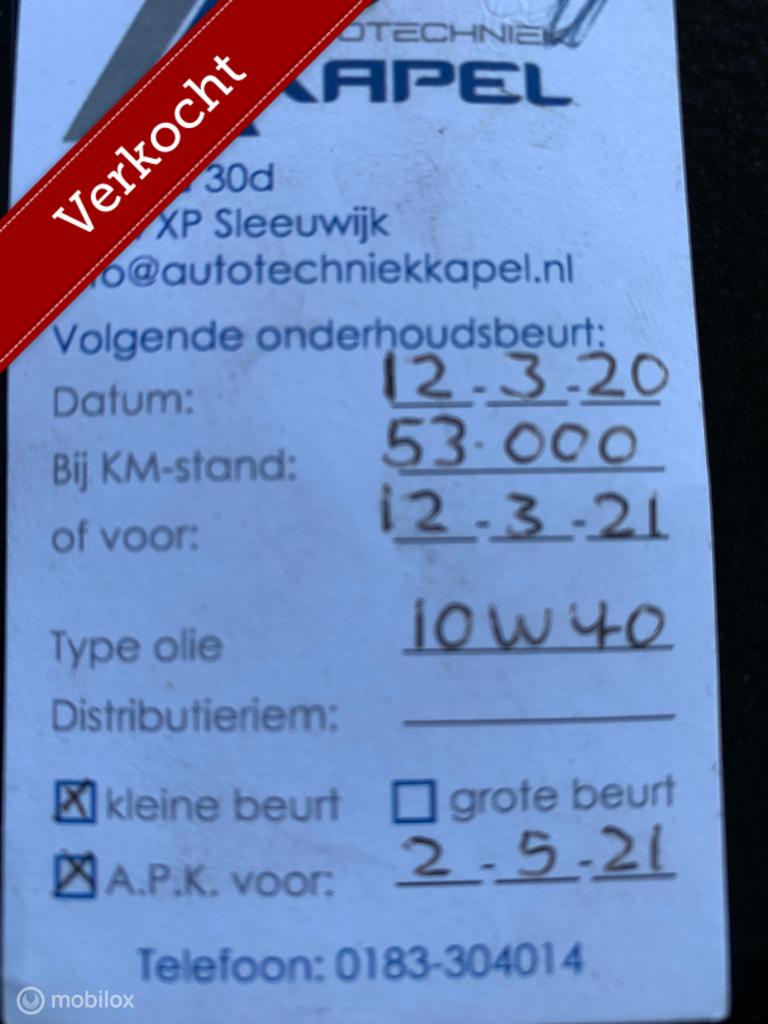 OTECHNIEK
KAPEL
Verkocht
30d
XP Sleeuwijk
o@autotechniekkapel.nl
Volgende onderhoudsbeurt:
Datum: 12-3-20
Bij KM-stand: 53.000
of voor: 12-3-21
Type olie 10W40
Distributieriem:
kleine beurt grote beurt
A.P.K. voor: 2-5-21
Telefoon: 0183-304014
mobilox